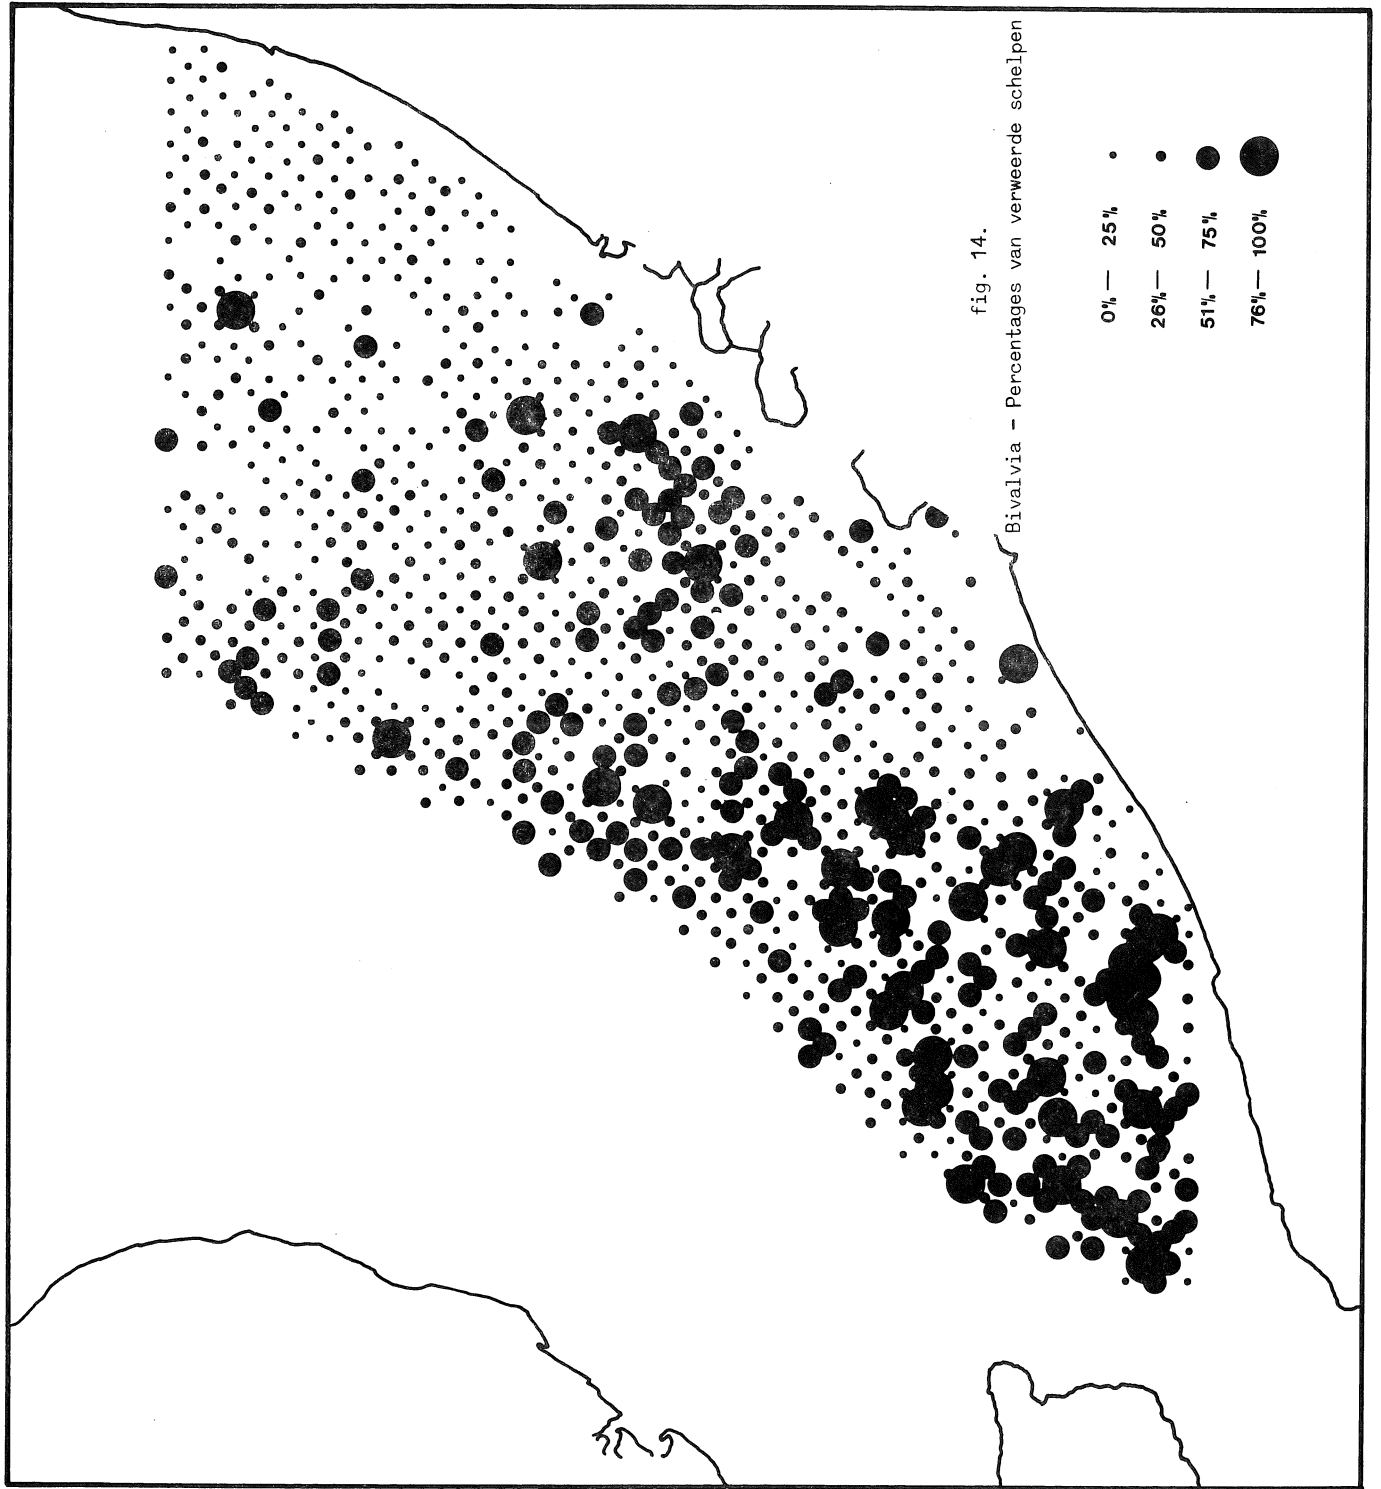 fig. 14.
Bivalvia - Percentages van verweerde schelpen
0%— 25%
26%— 50%
51%— 75%
76%— 100%